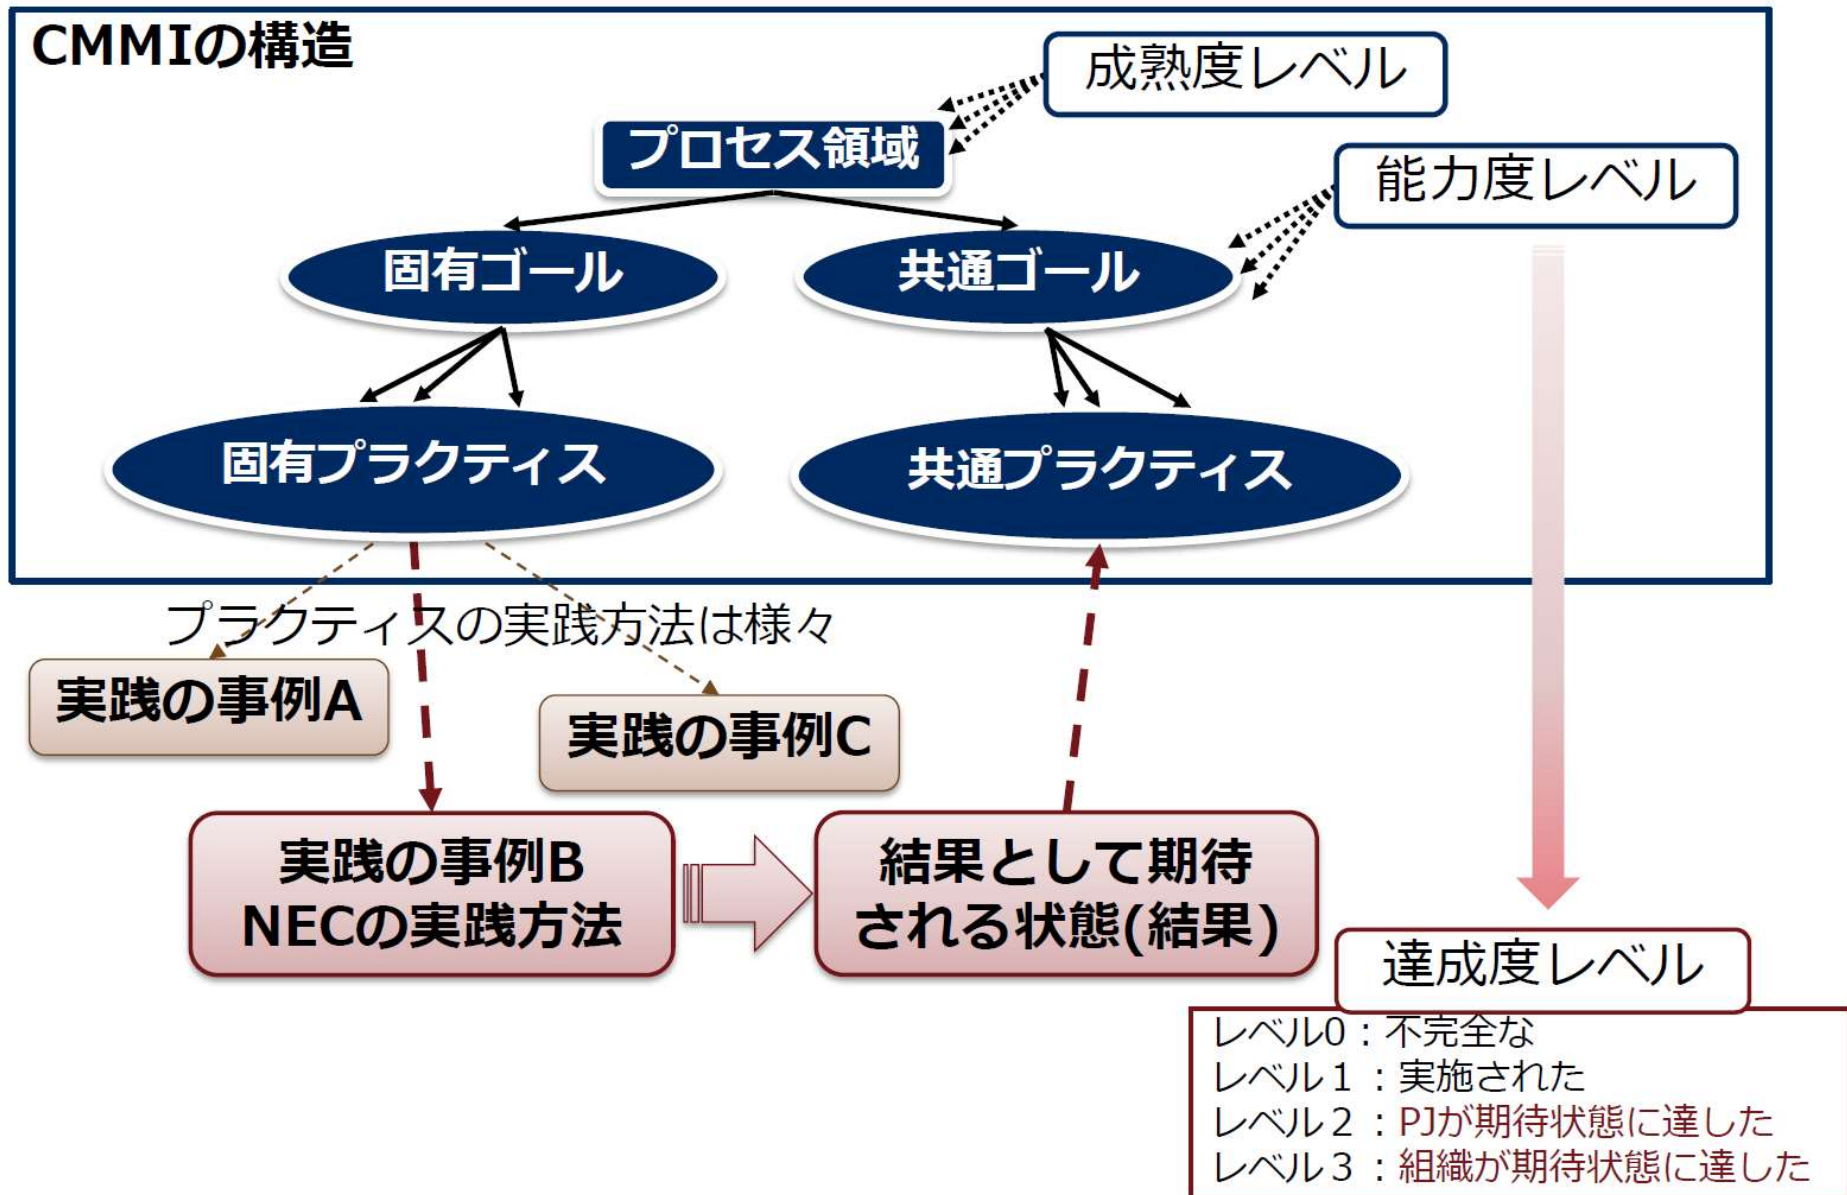 CMMIの構造
成熟度レベル
プロセス領域
能力度レベル
固有ゴール
共通ゴール
固有プラクティス
共通プラクティス
プラクティスの実践方法は様々
実践の事例A
実践の事例C
実践の事例B
NECの実践方法
結果として期待
される状態(結果)
達成度レベル
レベル0：不完全な
レベル１：実施された
レベル２：PJが期待状態に達した
レベル３：組織が期待状態に達した